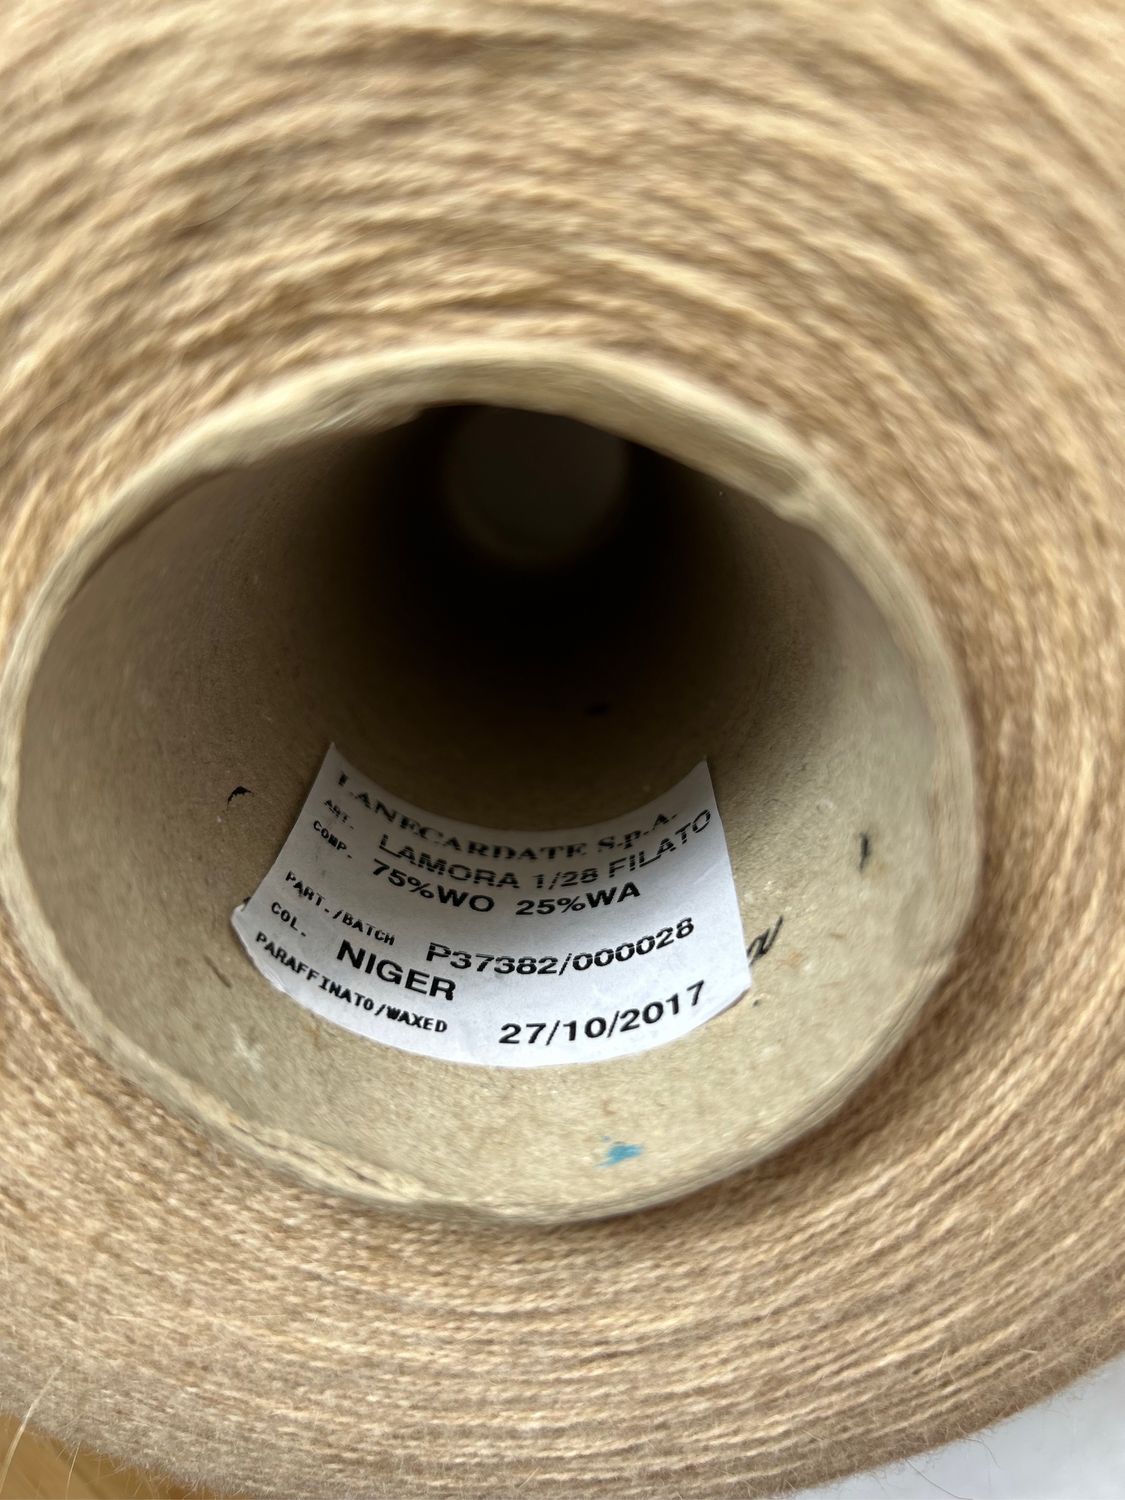 LANECARDATE S.p.A.
ART. LAMORA 1/28 FILATO
COMP. 75%WO 25%WA
PART./BATCH P37382/000028
COL. NIGER
PARAFFINATO/WAXED 27/10/2017